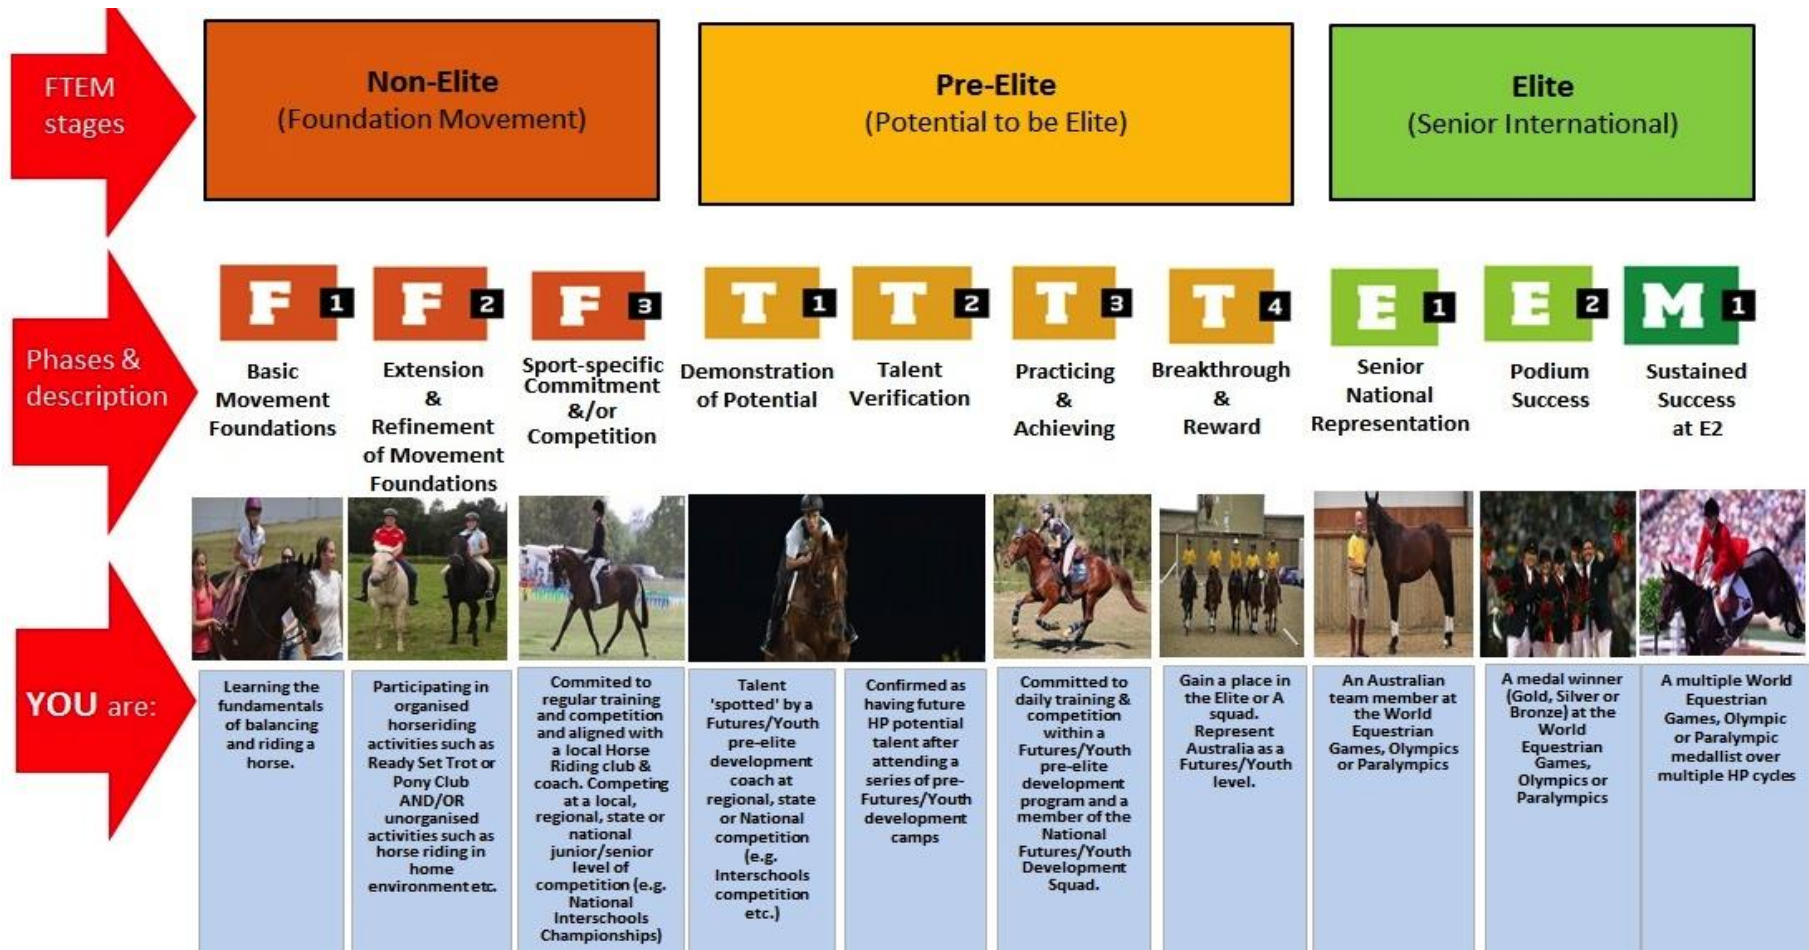 FTEM
stages
Non-Elite
(Foundation Movement)
Pre-Elite
(Potential to be Elite)
Elite
(Senior International)
Phases &
description
F 1
Basic
Movement
Foundations
F 2
Extension
&
Refinement
of Movement
Foundations
F 3
Sport-specific
Commitment
&/or
Competition
T 1
Demonstration
of Potential
T 2
Talent
Verification
T 3
Practicing
&
Achieving
T 4
Breakthrough
&
Reward
E 1
Senior
National
Representation
E 2
Podium
Success
M 1
Sustained
Success
at E2
YOU are:
Learning the
fundamentals
of balancing
and riding a
horse.
Participating in
organised
horseriding
activities such as
Ready Set Trot or
Pony Club
AND/OR
unorganised
activities such as
horse riding in
home
environment etc.
Commited to
regular training
and competition
and aligned with
a local Horse
Riding club &
coach. Competing
at a local,
regional, state or
national
junior/senior
level of
competition (e.g.
National
Interschools
Championships)
Talent
'spotted' by a
Futures/Youth
pre-elite
development
coach at
regional, state
or National
competition
(e.g.
Interschools
competition
etc.)
Confirmed as
having future
HP potential
talent after
attending a
series of pre-
Futures/Youth
development
camps
Committed to
daily training &
competition
within a
Futures/Youth
pre-elite
development
program and a
member of the
National
Futures/Youth
Development
Squad.
Gain a place in
the Elite or A
squad.
Represent
Australia as a
Futures/Youth
level.
An Australian
team member at
the World
Equestrian
Games, Olympics
or Paralympics
A medal winner
(Gold, Silver or
Bronze) at the
World
Equestrian
Games,
Olympics or
Paralympics
A multiple World
Equestrian
Games, Olympic
or Paralympic
medallist over
multiple HP cycles